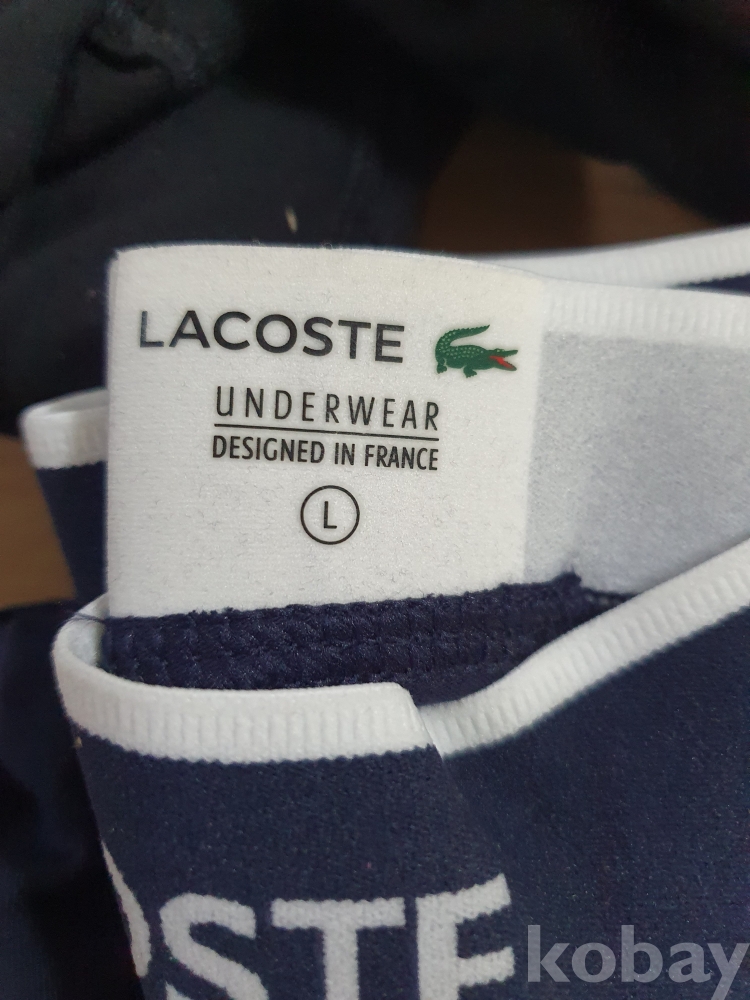 LACOSTE
UNDERWEAR
DESIGNED IN FRANCE
L
OSTE
kobay